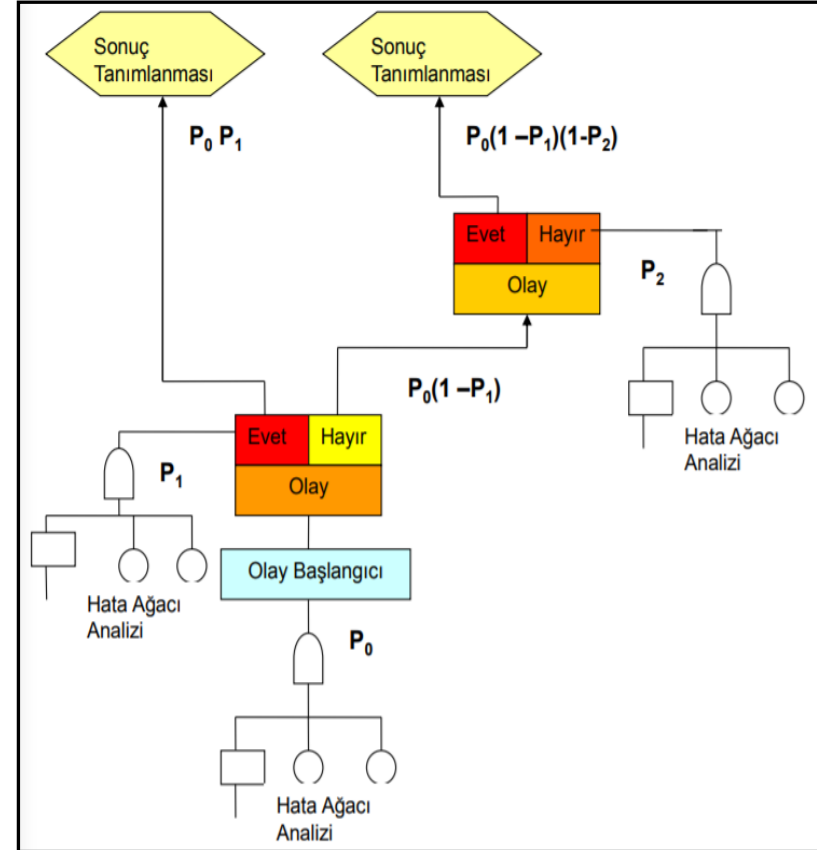 Sonuç
Tanımlanması
Sonuç
Tanımlanması
P₀ P₁
P₀(1 –P₁)(1-P₂)
Evet
Hayır
Olay
P₂
P₀(1 –P₁)
Hata Ağacı
Analizi
Evet
Hayır
Olay
P₁
Hata Ağacı
Analizi
Olay Başlangıcı
P₀
Hata Ağacı
Analizi